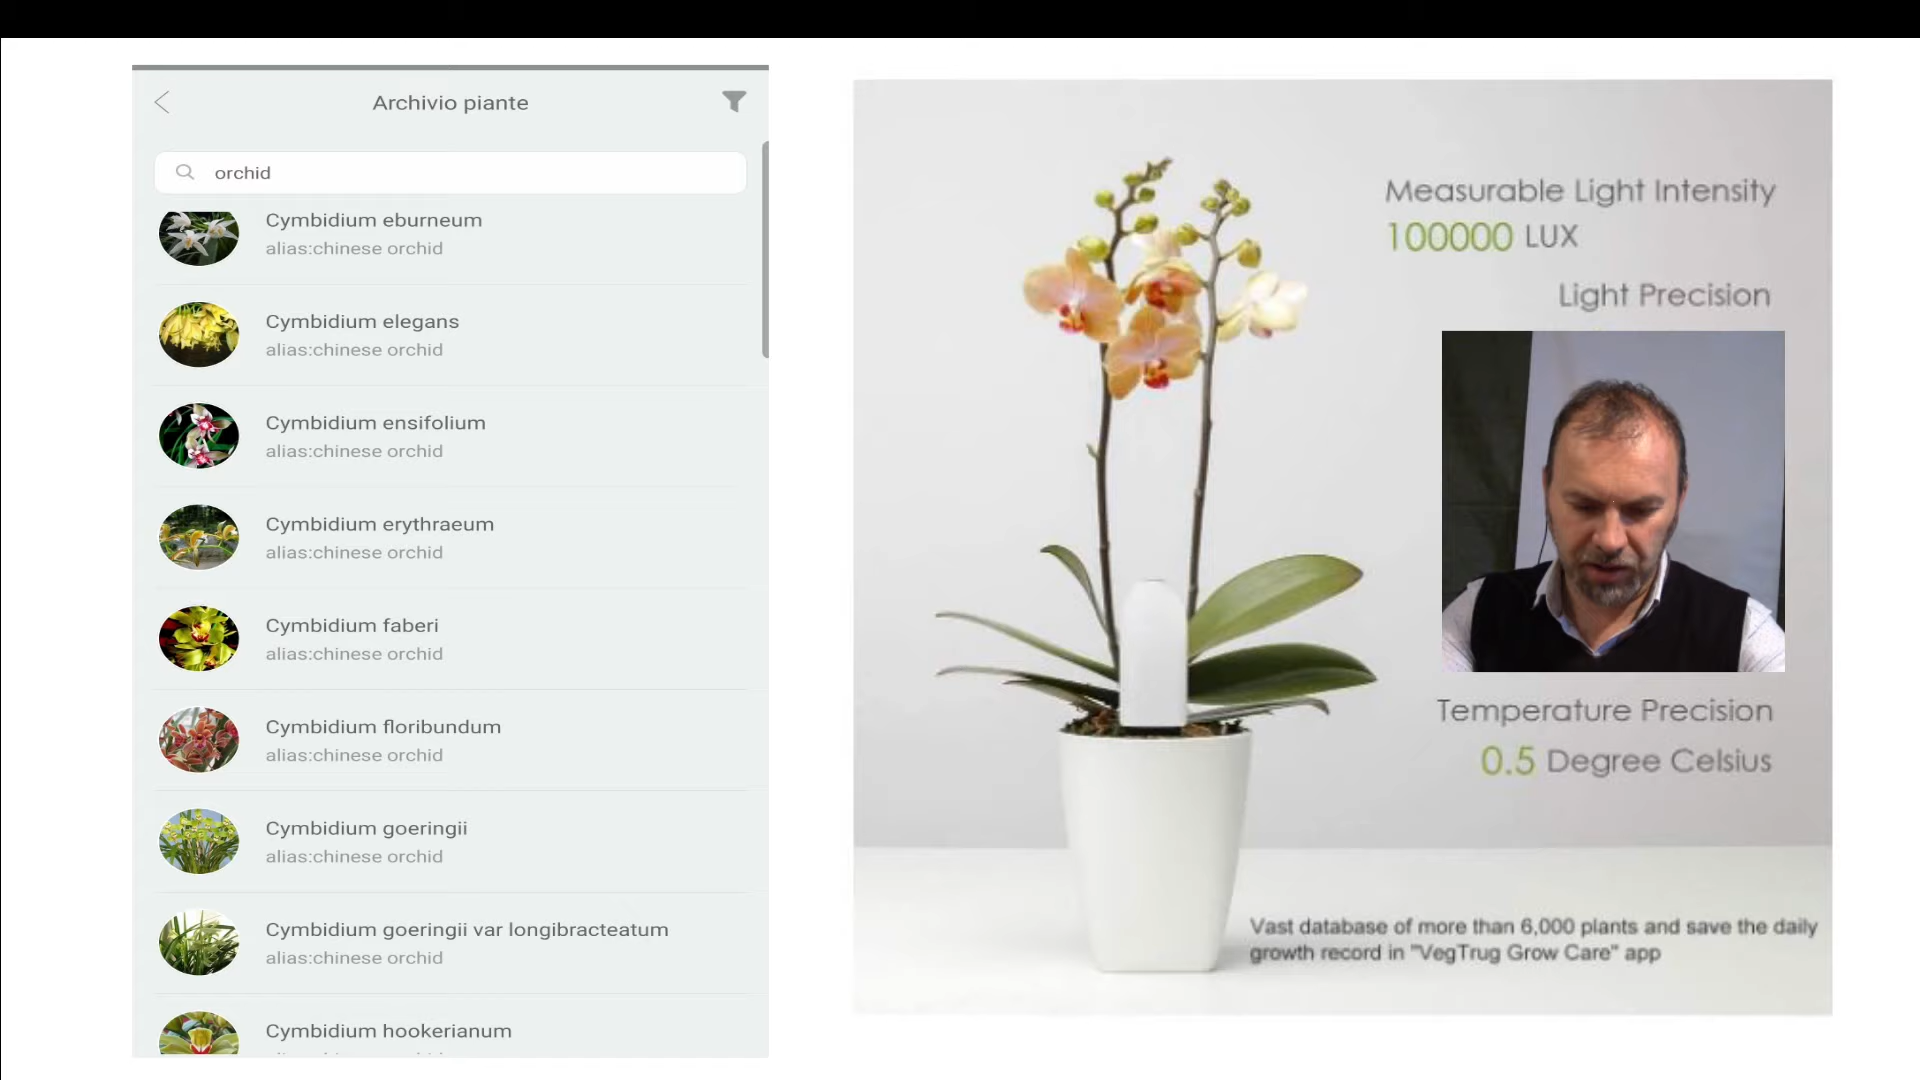 Archivio piante
orchid
Cymbidium eburneum
alias:chinese orchid
Cymbidium elegans
alias:chinese orchid
Cymbidium ensifolium
alias:chinese orchid
Cymbidium erythraeum
alias:chinese orchid
Cymbidium faberi
alias:chinese orchid
Cymbidium floribundum
alias:chinese orchid
Cymbidium goeringii
alias:chinese orchid
Cymbidium goeringii var longibracteatum
alias:chinese orchid
Cymbidium hookerianum
Measurable Light Intensity
100000 LUX
Light Precision
Temperature Precision
0.5 Degree Celsius
Vast database of more than 6,000 plants and save the daily
growth record in "VegTrug Grow Care" app